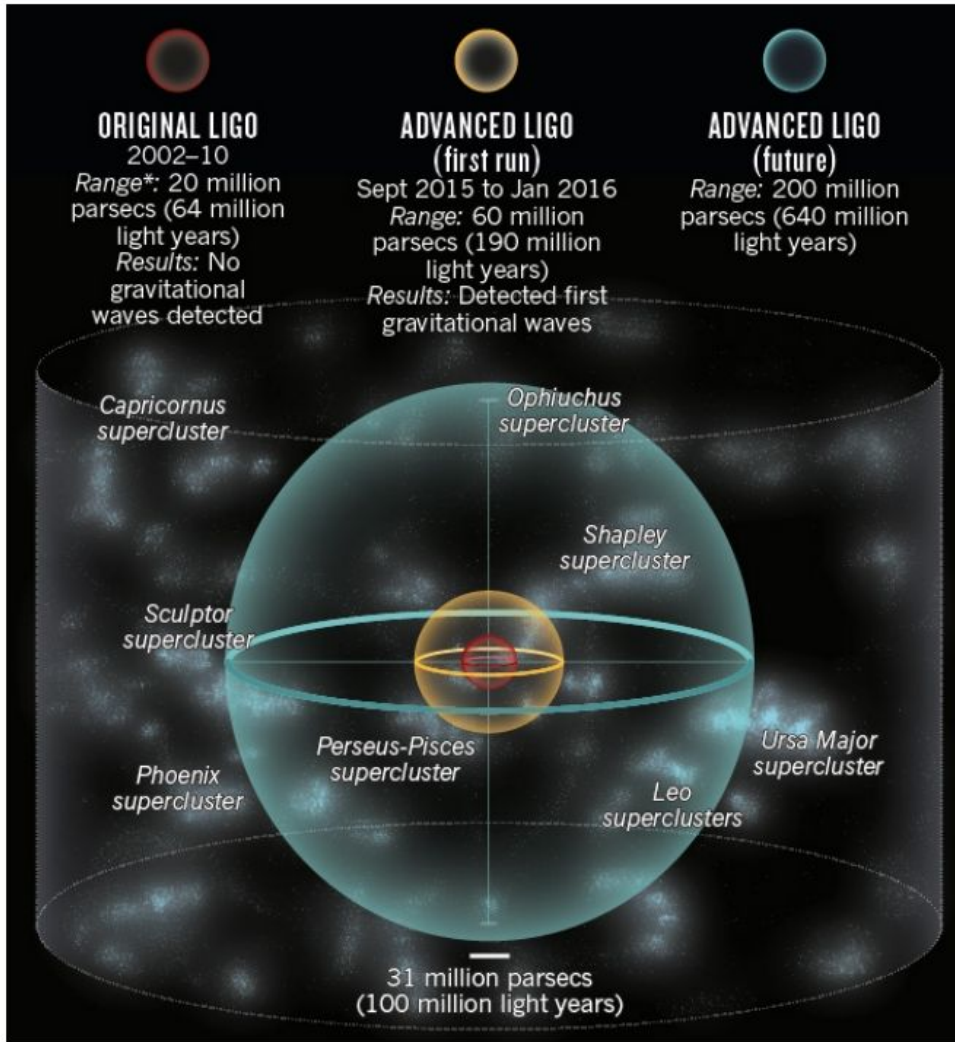 ORIGINAL LIGO
2002–10
Range*: 20 million
parsecs (64 million
light years)
Results: No
gravitational
waves detected
ADVANCED LIGO
(first run)
Sept 2015 to Jan 2016
Range: 60 million
parsecs (190 million
light years)
Results: Detected first
gravitational waves
ADVANCED LIGO
(future)
Range: 200 million
parsecs (640 million
light years)
Capricornus
supercluster
Ophiuchus
supercluster
Shapley
supercluster
Sculptor
supercluster
Perseus-Pisces
supercluster
Ursa Major
supercluster
Phoenix
supercluster
Leo
superclusters
31 million parsecs
(100 million light years)